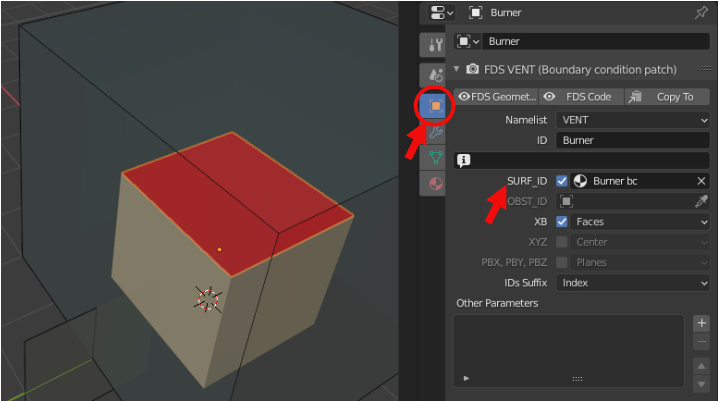 Burner
Burner
FDS VENT (Boundary condition patch)
FDS Geomet... FDS Code Copy To
Namelist VENT
ID Burner
SURF_ID Burner bc
OBST_ID
XB Faces
XYZ Center
PBX, PBY, PBZ Planes
IDs Suffix Index
Other Parameters